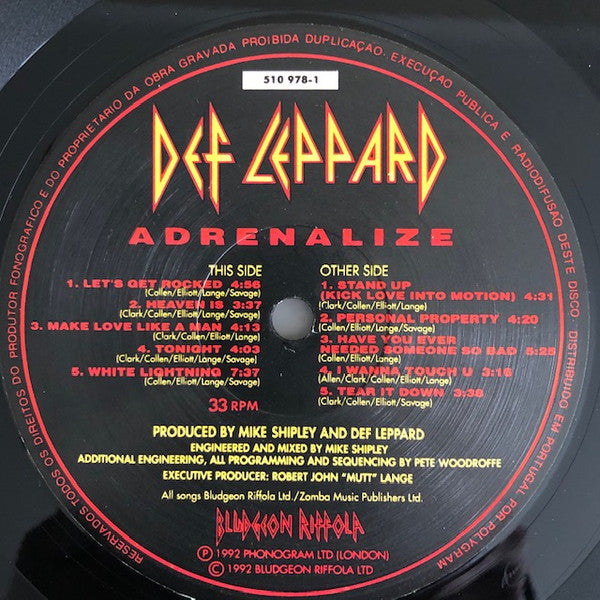 RESERVADOS TODOS OS DIREITOS DO PRODUTOR FONOGRAFICO E DO PROPRIETARIO DA OBRA GRAVADA PROIBIDA DUPLICAÇAO, EXECUÇAO PUBLICA E RADIODIFUSÃO DESTE DISCO. DISTRIBUIDO EM PORTUGAL POR POLYGRAM
510 978-1
DEF LEPPARD
ADRENALIZE
THIS SIDE
1. LET'S GET ROCKED 4:56
(Collen/Elliott/Lange/Savage)
2. HEAVEN IS 3:37
(Clark/Collen/Elliott/Lange/Savage)
3. MAKE LOVE LIKE A MAN 4:13
(Clark/Collen/Elliott/Lange)
4. TONIGHT 4:03
(Clark/Collen/Elliott/Lange/Savage)
5. WHITE LIGHTNING 7:37
(Clark/Collen/Elliott/Lange/Savage)
33 RPM
OTHER SIDE
1. STAND UP
(KICK LOVE INTO MOTION) 4:31
(Clark/Collen/Elliott/Lange)
2. PERSONAL PROPERTY 4:20
(Clark/Collen/Elliott/Lange/Savage)
3. HAVE YOU EVER
NEEDED SOMEONE SO BAD 5:25
(Collen/Elliott/Lange)
4. I WANNA TOUCH U 3:16
(Allen/Clark/Collen/Elliott/Lange)
5. TEAR IT DOWN 3:38
(Clark/Collen/Elliott/Savage)
PRODUCED BY MIKE SHIPLEY AND DEF LEPPARD
ENGINEERED AND MIXED BY MIKE SHIPLEY
ADDITIONAL ENGINEERING, ALL PROGRAMMING AND SEQUENCING BY PETE WOODROFFE
EXECUTIVE PRODUCER: ROBERT JOHN "MUTT" LANGE
All songs Bludgeon Riffola Ltd./Zomba Music Publishers Ltd.
BLUDGEON RIFFOLA
Ⓟ 1992 PHONOGRAM LTD (LONDON)
© 1992 BLUDGEON RIFFOLA LTD